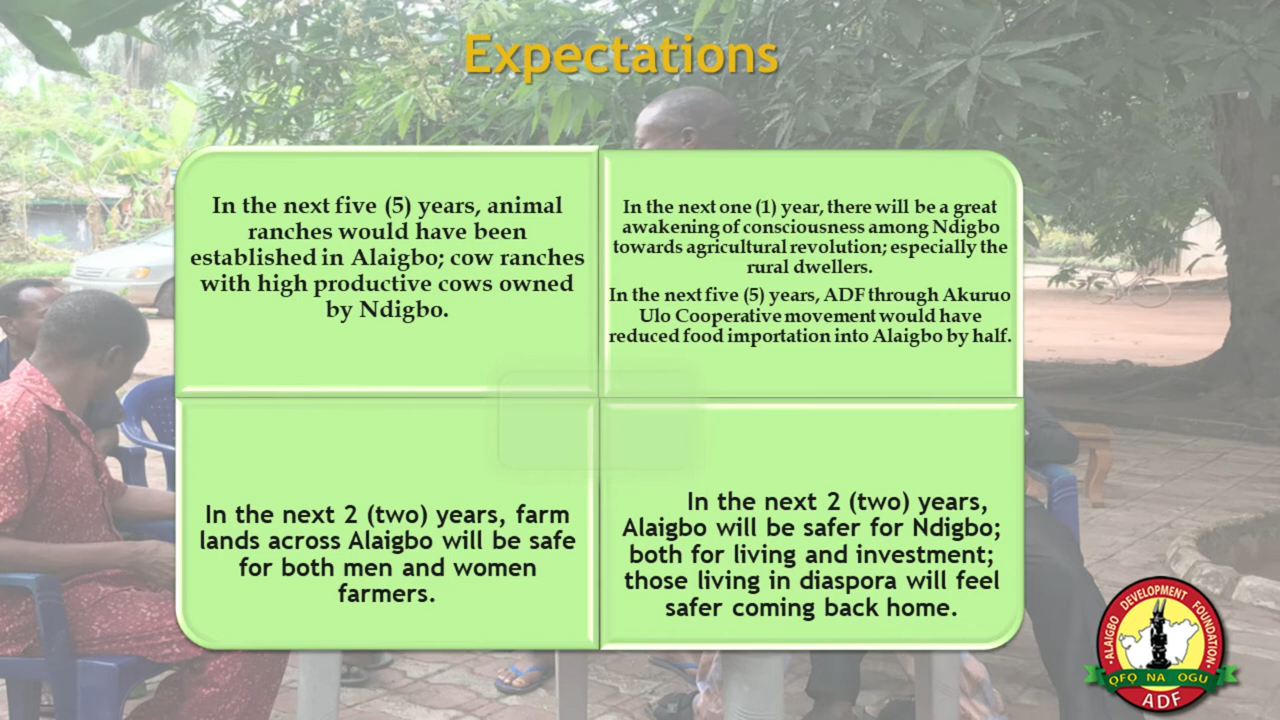 Expectations
In the next five (5) years, animal
ranches would have been
established in Alaigbo; cow ranches
with high productive cows owned
by Ndigbo.
In the next one (1) year, there will be a great
awakening of consciousness among Ndigbo
towards agricultural revolution; especially the
rural dwellers.
In the next five (5) years, ADF through Akuruo
Ulo Cooperative movement would have
reduced food importation into Alaigbo by half.
In the next 2 (two) years, farm
lands across Alaigbo will be safe
for both men and women
farmers.
In the next 2 (two) years,
Alaigbo will be safer for Ndigbo;
both for living and investment;
those living in diaspora will feel
safer coming back home.
ALAIGBO DEVELOPMENT FOUNDATION
ỌFỌ NA OGU
ADF